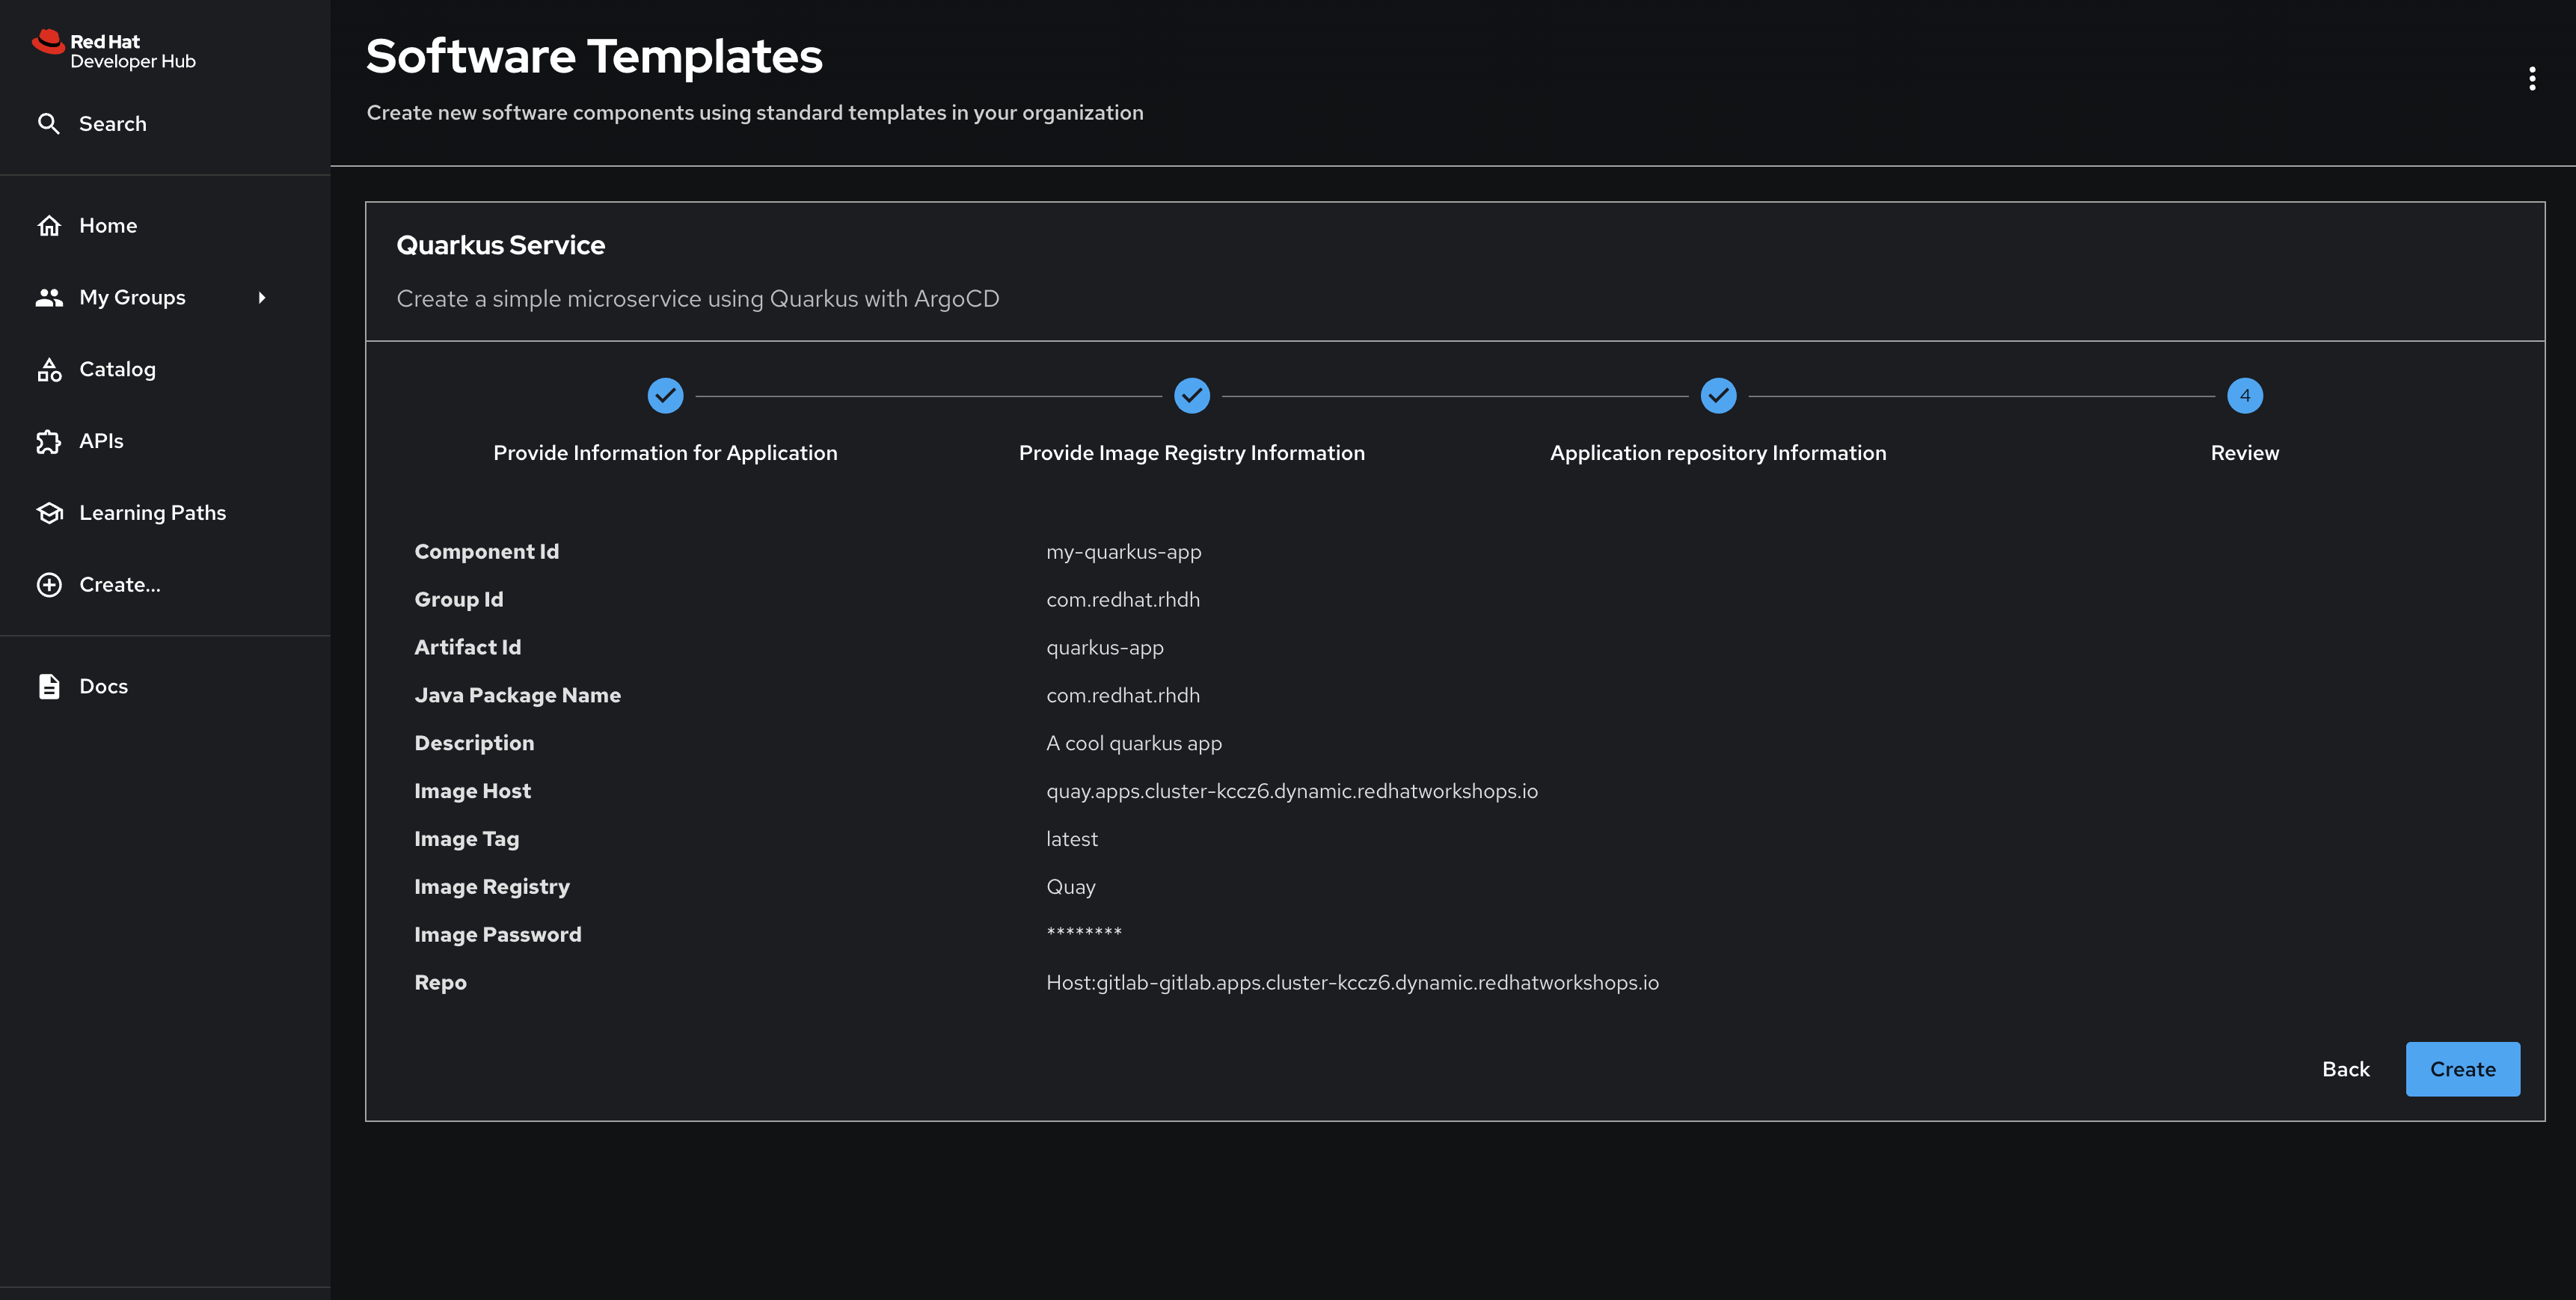 Red Hat
Developer Hub
Search
Home
My Groups
Catalog
APIs
Learning Paths
Create...
Docs
Software Templates
Create new software components using standard templates in your organization
Quarkus Service
Create a simple microservice using Quarkus with ArgoCD
4
Provide Information for Application
Provide Image Registry Information
Application repository Information
Review
Component Id my-quarkus-app
Group Id com.redhat.rhdh
Artifact Id quarkus-app
Java Package Name com.redhat.rhdh
Description A cool quarkus app
Image Host quay.apps.cluster-kccz6.dynamic.redhatworkshops.io
Image Tag latest
Image Registry Quay
Image Password ********
Repo Host:gitlab-gitlab.apps.cluster-kccz6.dynamic.redhatworkshops.io
Back
Create